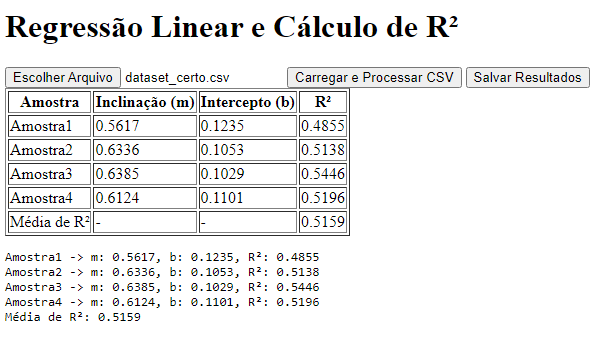 Regressão Linear e Cálculo de R²
Escolher Arquivo dataset_certo.csv Carregar e Processar CSV Salvar Resultados
Amostra Inclinação (m) Intercepto (b) R²
Amostra1 0.5617 0.1235 0.4855
Amostra2 0.6336 0.1053 0.5138
Amostra3 0.6385 0.1029 0.5446
Amostra4 0.6124 0.1101 0.5196
Média de R² - - 0.5159
Amostra1 -> m: 0.5617, b: 0.1235, R²: 0.4855
Amostra2 -> m: 0.6336, b: 0.1053, R²: 0.5138
Amostra3 -> m: 0.6385, b: 0.1029, R²: 0.5446
Amostra4 -> m: 0.6124, b: 0.1101, R²: 0.5196
Média de R²: 0.5159